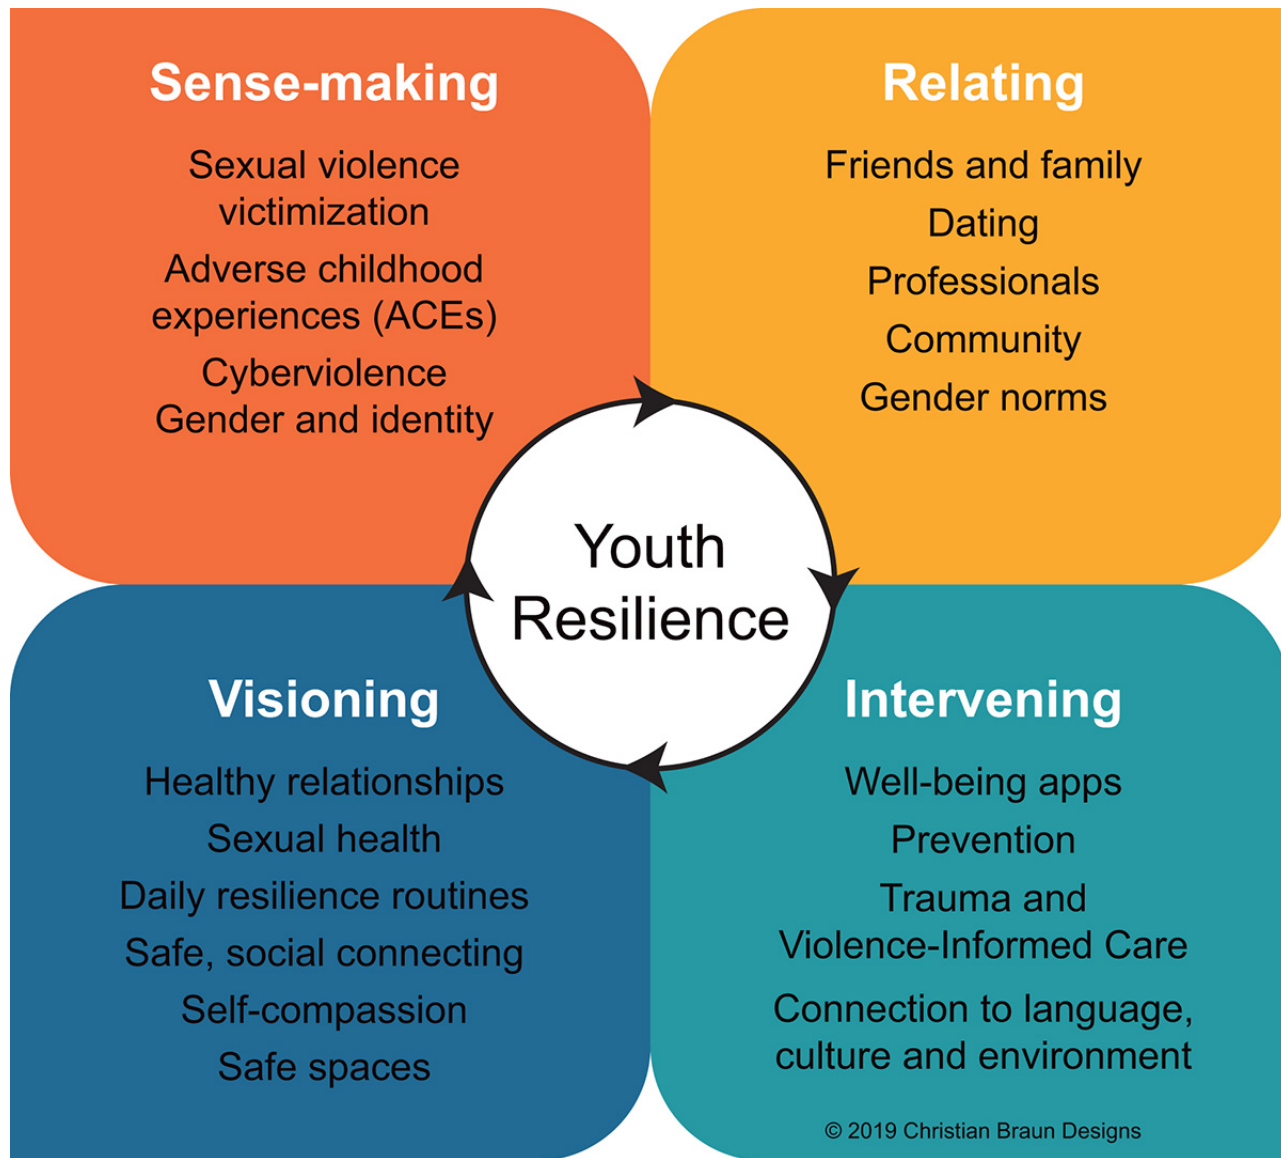 Sense-making
Sexual violence
victimization
Adverse childhood
experiences (ACEs)
Cyberviolence
Gender and identity
Relating
Friends and family
Dating
Professionals
Community
Gender norms
Youth
Resilience
Visioning
Healthy relationships
Sexual health
Daily resilience routines
Safe, social connecting
Self-compassion
Safe spaces
Intervening
Well-being apps
Prevention
Trauma and
Violence-Informed Care
Connection to language,
culture and environment
© 2019 Christian Braun Designs